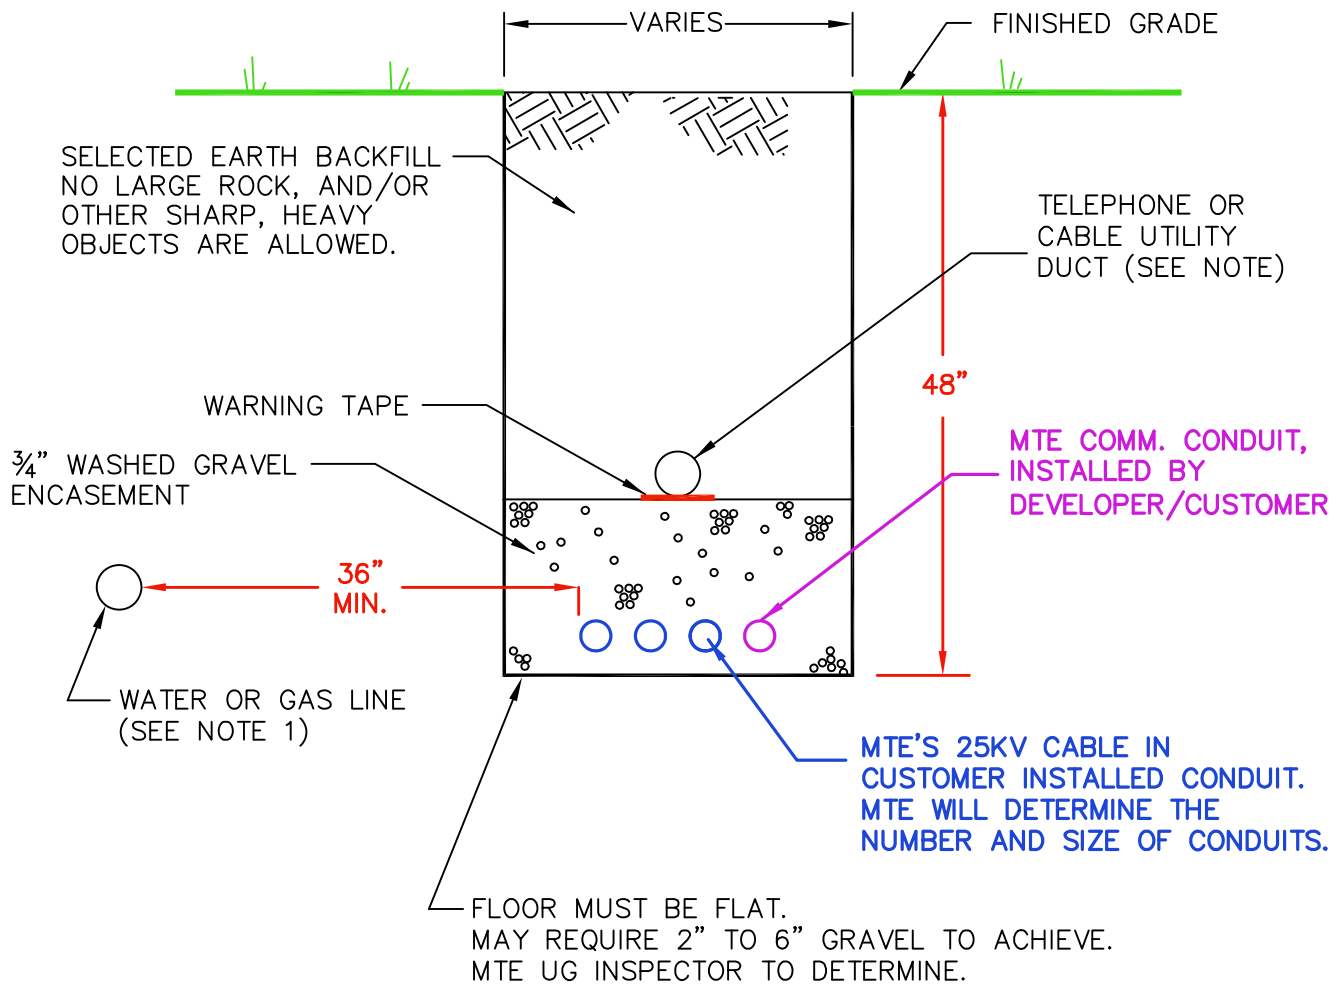 VARIES
FINISHED GRADE
SELECTED EARTH BACKFILL
NO LARGE ROCK, AND/OR
OTHER SHARP, HEAVY
OBJECTS ARE ALLOWED.
TELEPHONE OR
CABLE UTILITY
DUCT (SEE NOTE)
48”
WARNING TAPE
¾” WASHED GRAVEL
ENCASEMENT
MTE COMM. CONDUIT,
INSTALLED BY
DEVELOPER/CUSTOMER
36”
MIN.
WATER OR GAS LINE
(SEE NOTE 1)
MTE’S 25KV CABLE IN
CUSTOMER INSTALLED CONDUIT.
MTE WILL DETERMINE THE
NUMBER AND SIZE OF CONDUITS.
FLOOR MUST BE FLAT.
MAY REQUIRE 2” TO 6” GRAVEL TO ACHIEVE.
MTE UG INSPECTOR TO DETERMINE.